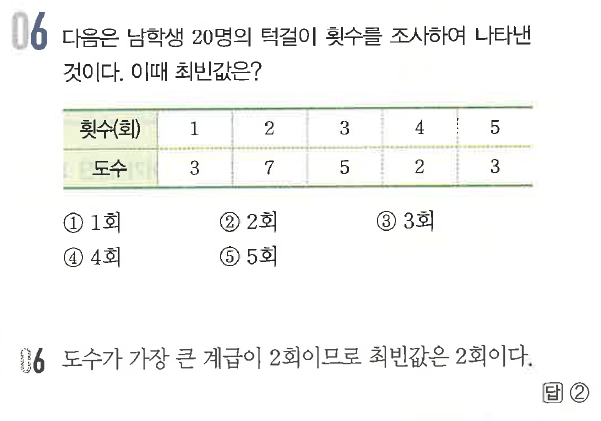 06 다음은 남학생 20명의 턱걸이 횟수를 조사하여 나타낸
것이다. 이때 최빈값은?
횟수(회) 1 2 3 4 5
도수 3 7 5 2 3
① 1회 ② 2회 ③ 3회
④ 4회 ⑤ 5회
06 도수가 가장 큰 계급이 2회이므로 최빈값은 2회이다.
답 ②